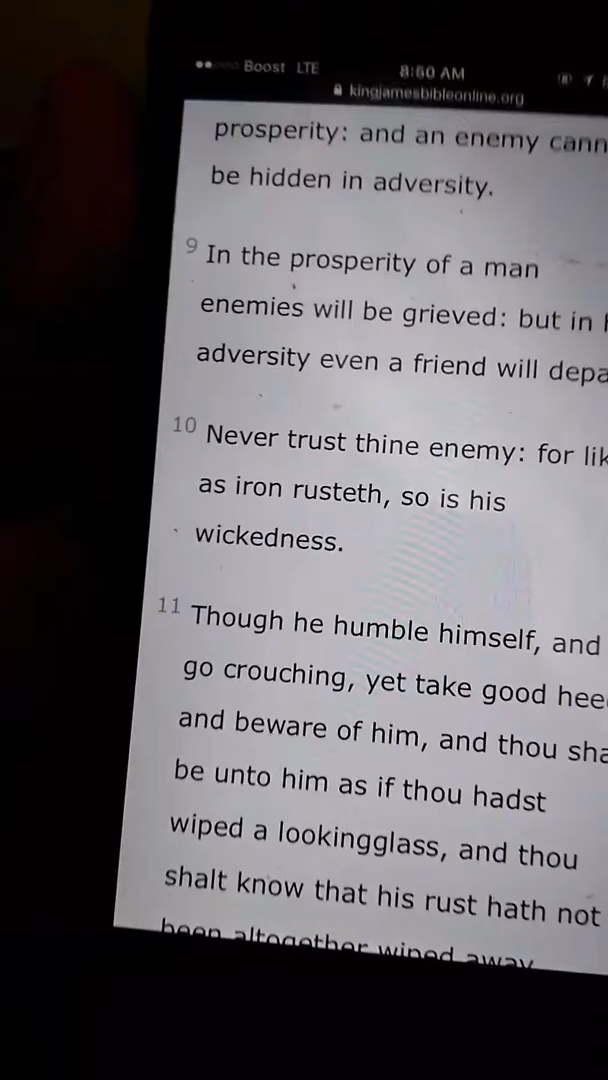 Boost LTE 8:50 AM
kingjamesbibleonline.org
prosperity: and an enemy cann
be hidden in adversity.
9 In the prosperity of a man
enemies will be grieved: but in h
adversity even a friend will depa
10 Never trust thine enemy: for lik
as iron rusteth, so is his
wickedness.
11 Though he humble himself, and
go crouching, yet take good hee
and beware of him, and thou sha
be unto him as if thou hadst
wiped a lookingglass, and thou
shalt know that his rust hath not
been altogether wiped away